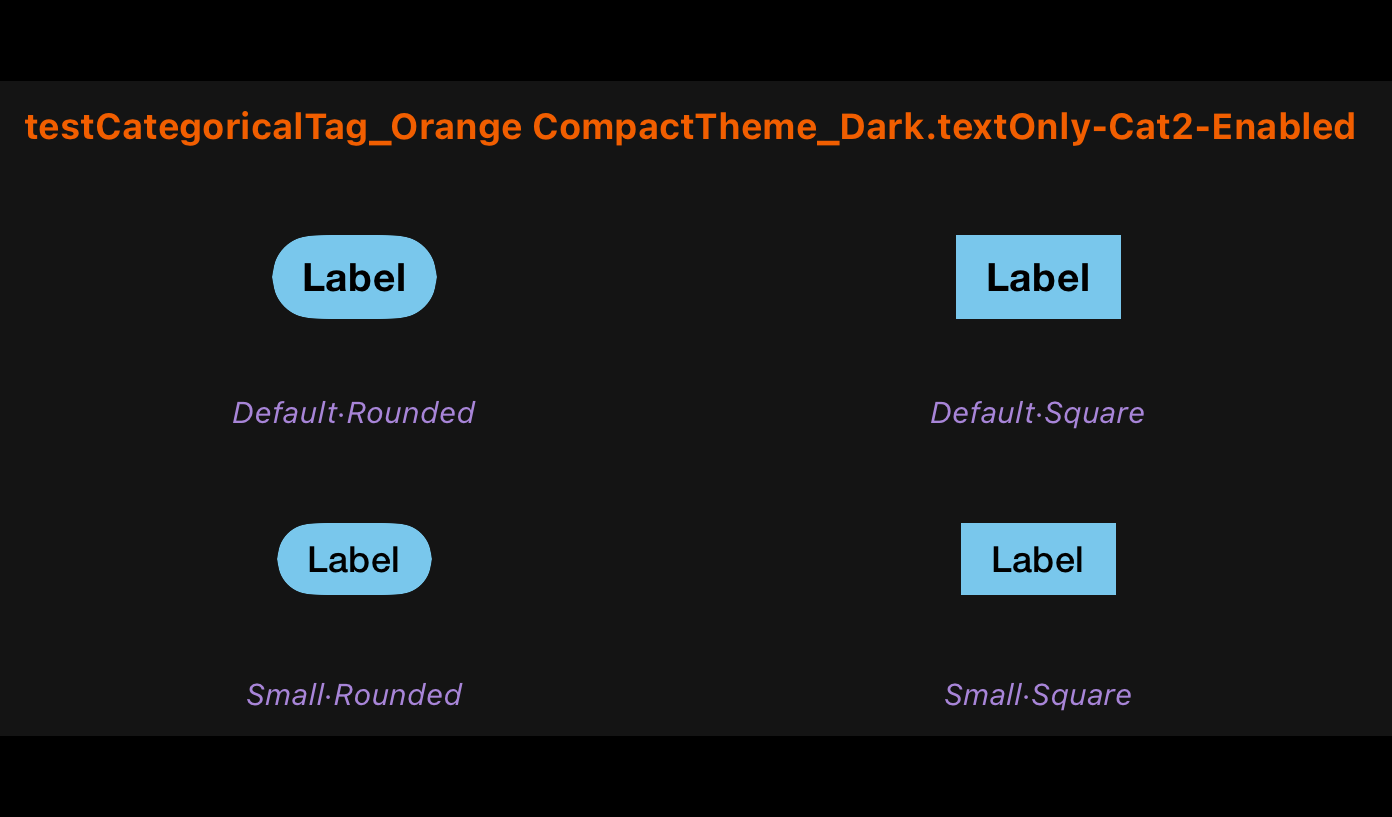 testCategoricalTag_Orange CompactTheme_Dark.textOnly-Cat2-Enabled
Label Label
Default·Rounded Default·Square
Label Label
Small·Rounded Small·Square